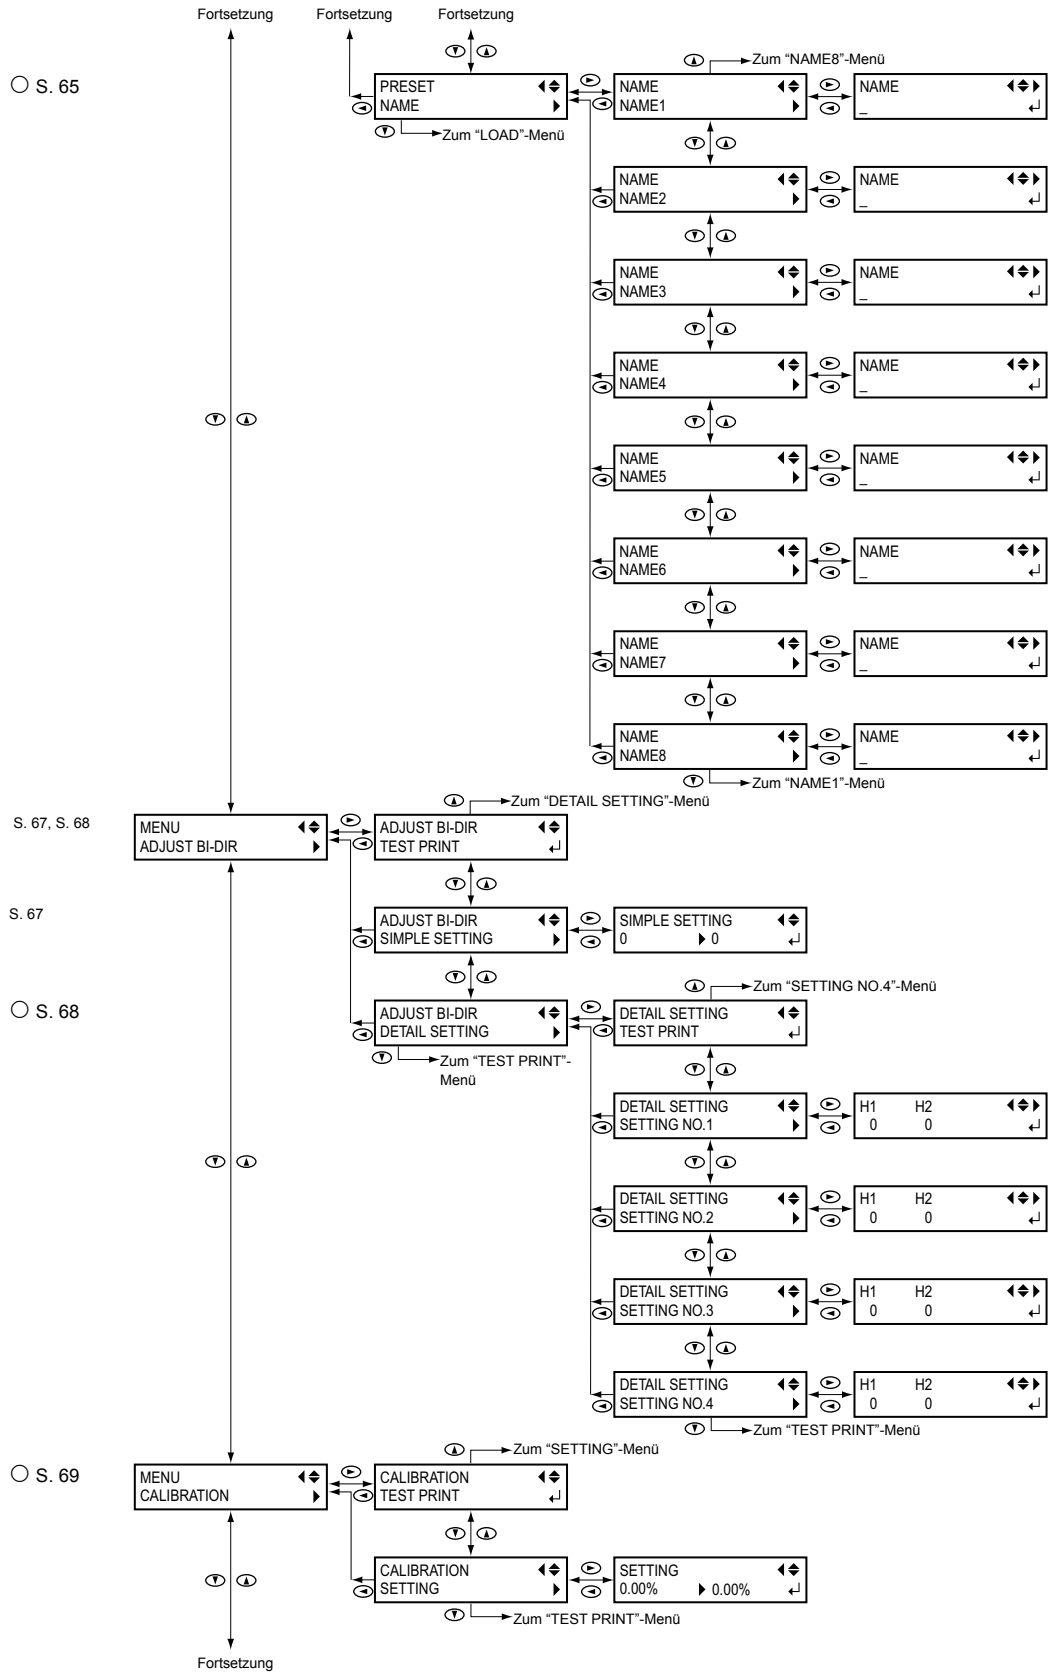 Fortsetzung Fortsetzung Fortsetzung
Zum “NAME8”-Menü
S. 65
PRESET
NAME
NAME
NAME1
NAME
_
Zum “LOAD”-Menü
NAME
NAME2
NAME
_
NAME
NAME3
NAME
_
NAME
NAME4
NAME
_
NAME
NAME5
NAME
_
NAME
NAME6
NAME
_
NAME
NAME7
NAME
_
NAME
NAME8
NAME
_
Zum “NAME1”-Menü
Zum “DETAIL SETTING”-Menü
S. 67, S. 68
MENU
ADJUST BI-DIR
ADJUST BI-DIR
TEST PRINT
S. 67
ADJUST BI-DIR
SIMPLE SETTING
SIMPLE SETTING
0 0
Zum “SETTING NO.4”-Menü
S. 68
ADJUST BI-DIR
DETAIL SETTING
DETAIL SETTING
TEST PRINT
Zum “TEST PRINT”-
Menü
DETAIL SETTING
SETTING NO.1
H1 H2
0 0
DETAIL SETTING
SETTING NO.2
H1 H2
0 0
DETAIL SETTING
SETTING NO.3
H1 H2
0 0
DETAIL SETTING
SETTING NO.4
H1 H2
0 0
Zum “TEST PRINT”-Menü
Zum “SETTING”-Menü
S. 69
MENU
CALIBRATION
CALIBRATION
TEST PRINT
CALIBRATION
SETTING
SETTING
0.00% 0.00%
Zum “TEST PRINT”-Menü
Fortsetzung